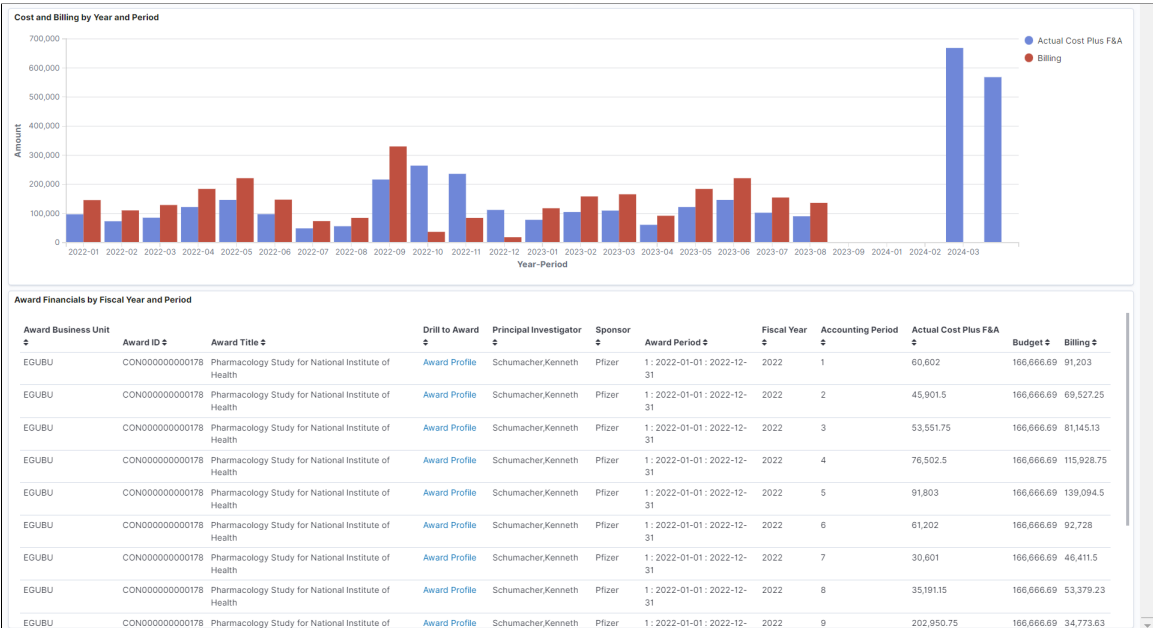 Cost and Billing by Year and Period
700,000
600,000
500,000
400,000
300,000
200,000
100,000
0
Amount
Actual Cost Plus F&A
Billing
2022-01 2022-02 2022-03 2022-04 2022-05 2022-06 2022-07 2022-08 2022-09 2022-10 2022-11 2022-12 2023-01 2023-02 2023-03 2023-04 2023-05 2023-06 2023-07 2023-08 2023-09 2024-01 2024-02 2024-03
Year-Period
Award Financials by Fiscal Year and Period
Award Business Unit Award ID Award Title Drill to Award Principal Investigator Sponsor Award Period Fiscal Year Accounting Period Actual Cost Plus F&A Budget Billing
EGUBU CON000000000178 Pharmacology Study for National Institute of Award Profile Schumacher,Kenneth Pfizer 1 : 2022-01-01 : 2022-12- 2022 1 60,602 166,666.69 91,203
Health 31
EGUBU CON000000000178 Pharmacology Study for National Institute of Award Profile Schumacher,Kenneth Pfizer 1 : 2022-01-01 : 2022-12- 2022 2 45,901.5 166,666.69 69,527.25
Health 31
EGUBU CON000000000178 Pharmacology Study for National Institute of Award Profile Schumacher,Kenneth Pfizer 1 : 2022-01-01 : 2022-12- 2022 3 53,551.75 166,666.69 81,145.13
Health 31
EGUBU CON000000000178 Pharmacology Study for National Institute of Award Profile Schumacher,Kenneth Pfizer 1 : 2022-01-01 : 2022-12- 2022 4 76,502.5 166,666.69 115,928.75
Health 31
EGUBU CON000000000178 Pharmacology Study for National Institute of Award Profile Schumacher,Kenneth Pfizer 1 : 2022-01-01 : 2022-12- 2022 5 91,803 166,666.69 139,094.5
Health 31
EGUBU CON000000000178 Pharmacology Study for National Institute of Award Profile Schumacher,Kenneth Pfizer 1 : 2022-01-01 : 2022-12- 2022 6 61,202 166,666.69 92,728
Health 31
EGUBU CON000000000178 Pharmacology Study for National Institute of Award Profile Schumacher,Kenneth Pfizer 1 : 2022-01-01 : 2022-12- 2022 7 30,601 166,666.69 46,411.5
Health 31
EGUBU CON000000000178 Pharmacology Study for National Institute of Award Profile Schumacher,Kenneth Pfizer 1 : 2022-01-01 : 2022-12- 2022 8 35,191.15 166,666.69 53,379.23
Health 31
EGUBU CON000000000178 Pharmacology Study for National Institute of Award Profile Schumacher,Kenneth Pfizer 1 : 2022-01-01 : 2022-12- 2022 9 202,950.75 166,666.69 34,773.63